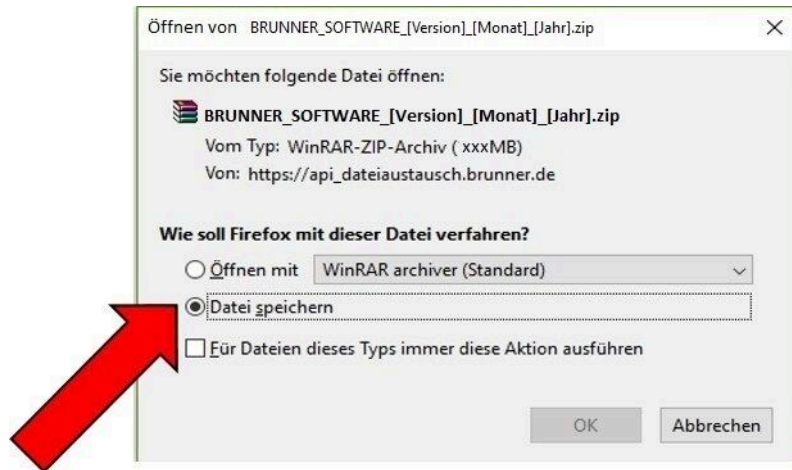 Öffnen von BRUNNER_SOFTWARE_[Version]_[Monat]_[Jahr].zip
Sie möchten folgende Datei öffnen:
BRUNNER_SOFTWARE_[Version]_[Monat]_[Jahr].zip
Vom Typ: WinRAR-ZIP-Archiv ( xxxMB)
Von: https://api_dateiaustausch.brunner.de
Wie soll Firefox mit dieser Datei verfahren?
Öffnen mit WinRAR archiver (Standard)
Datei speichern
Für Dateien dieses Typs immer diese Aktion ausführen
OK Abbrechen